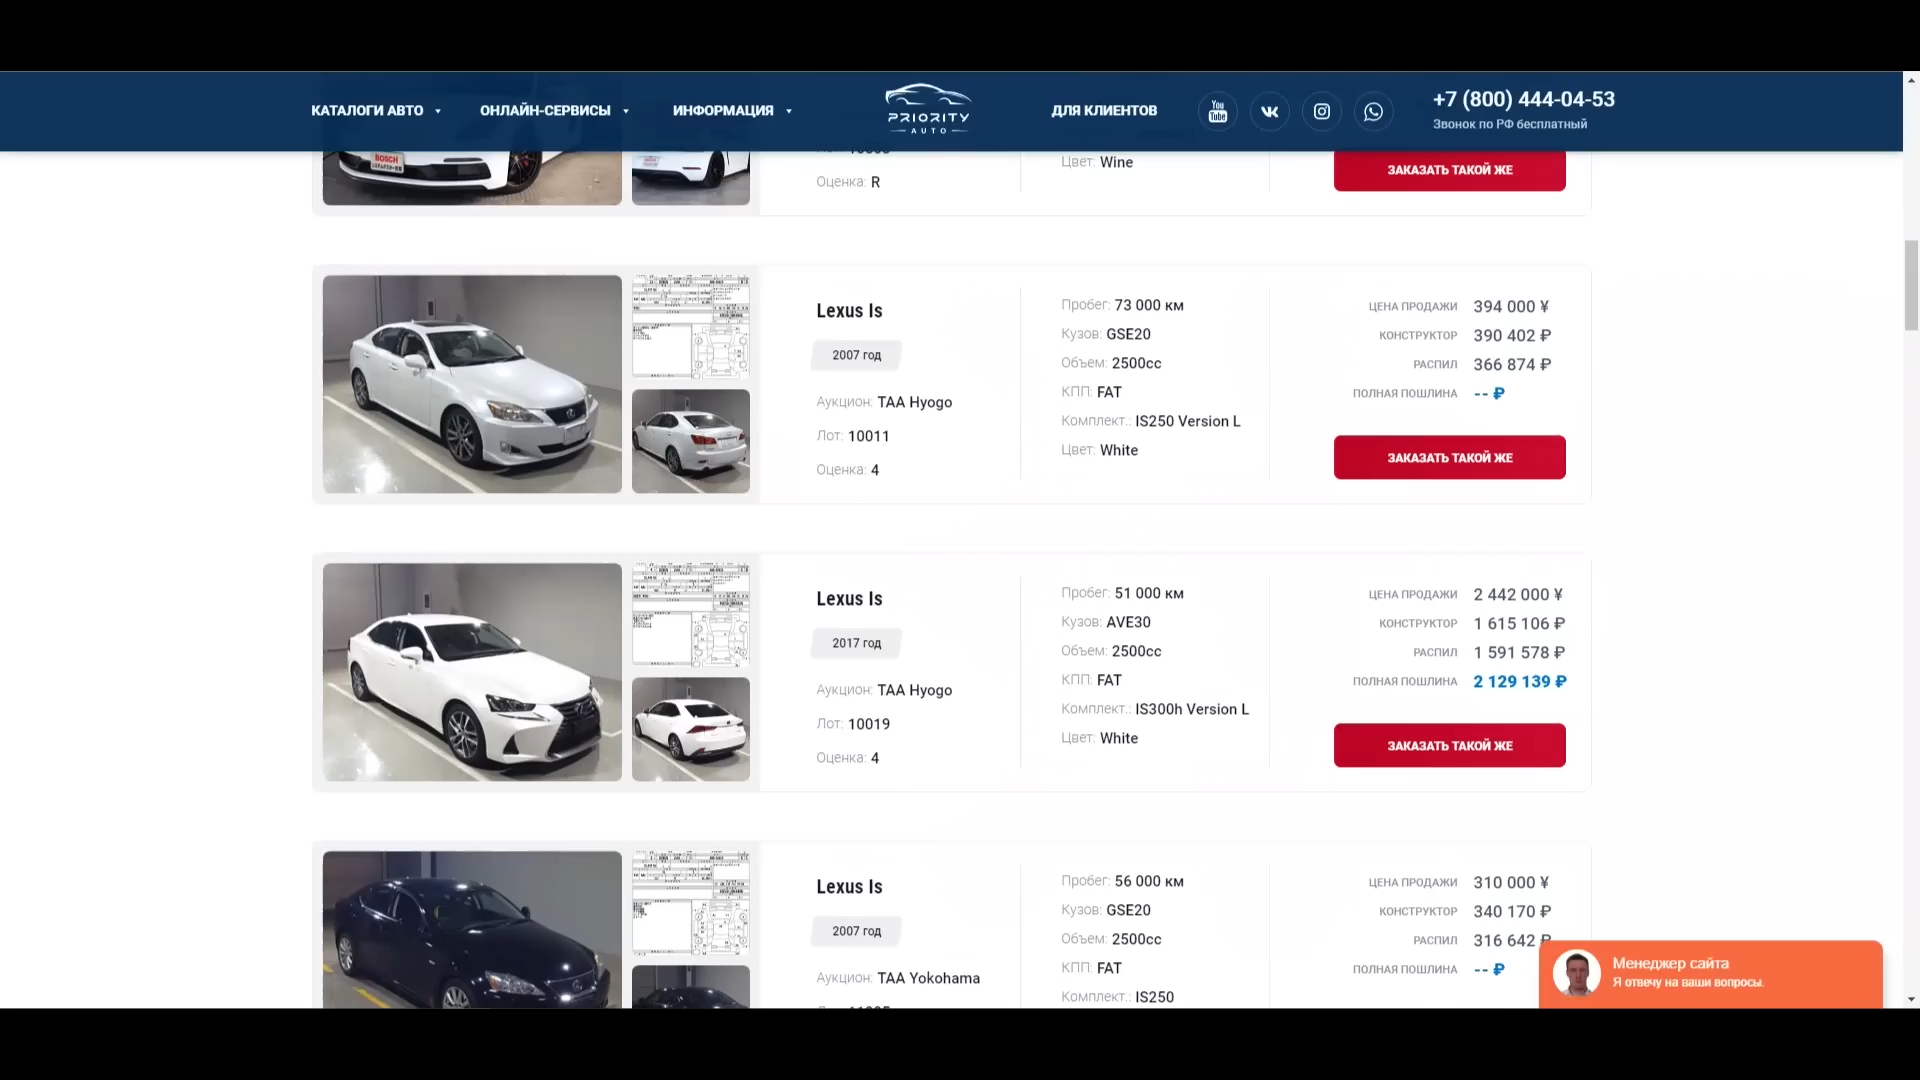 КАТАЛОГИ АВТО
ОНЛАЙН-СЕРВИСЫ
ИНФОРМАЦИЯ
PRIORITY
AUTO
ДЛЯ КЛИЕНТОВ
You
Tube
+7 (800) 444-04-53
Звонок по РФ бесплатный
BOSCH
Оценка: R
Цвет: Wine
ЗАКАЗАТЬ ТАКОЙ ЖЕ
Lexus Is
2007 год
Аукцион: TAA Hyogo
Лот: 10011
Оценка: 4
Пробег: 73 000 км
Кузов: GSE20
Объем: 2500cc
КПП: FAT
Комплект.: IS250 Version L
Цвет: White
ЦЕНА ПРОДАЖИ 394 000 ¥
КОНСТРУКТОР 390 402 ₽
РАСПИЛ 366 874 ₽
ПОЛНАЯ ПОШЛИНА -- ₽
ЗАКАЗАТЬ ТАКОЙ ЖЕ
Lexus Is
2017 год
Аукцион: TAA Hyogo
Лот: 10019
Оценка: 4
Пробег: 51 000 км
Кузов: AVE30
Объем: 2500cc
КПП: FAT
Комплект.: IS300h Version L
Цвет: White
ЦЕНА ПРОДАЖИ 2 442 000 ¥
КОНСТРУКТОР 1 615 106 ₽
РАСПИЛ 1 591 578 ₽
ПОЛНАЯ ПОШЛИНА 2 129 139 ₽
ЗАКАЗАТЬ ТАКОЙ ЖЕ
Lexus Is
2007 год
Аукцион: TAA Yokohama
Пробег: 56 000 км
Кузов: GSE20
Объем: 2500cc
КПП: FAT
Комплект.: IS250
ЦЕНА ПРОДАЖИ 310 000 ¥
КОНСТРУКТОР 340 170 ₽
РАСПИЛ 316 642 ₽
ПОЛНАЯ ПОШЛИНА -- ₽
Менеджер сайта
Я отвечу на ваши вопросы.